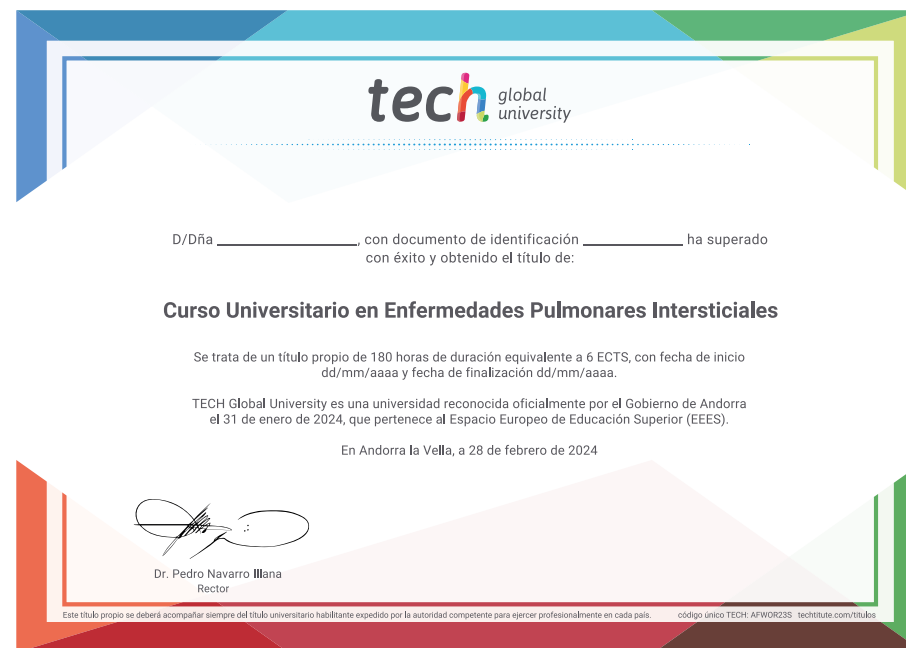 tech global university
D/Dña ____________, con documento de identificación ____________ ha superado
con éxito y obtenido el título de:
Curso Universitario en Enfermedades Pulmonares Intersticiales
Se trata de un título propio de 180 horas de duración equivalente a 6 ECTS, con fecha de inicio
dd/mm/aaaa y fecha de finalización dd/mm/aaaa.
TECH Global University es una universidad reconocida oficialmente por el Gobierno de Andorra
el 31 de enero de 2024, que pertenece al Espacio Europeo de Educación Superior (EEES).
En Andorra la Vella, a 28 de febrero de 2024
Dr. Pedro Navarro Illana
Rector
Este título propio se deberá acompañar siempre del título universitario habilitante expedido por la autoridad competente para ejercer profesionalmente en cada país. código único TECH: AFWOR23S techtitute.com/titulos